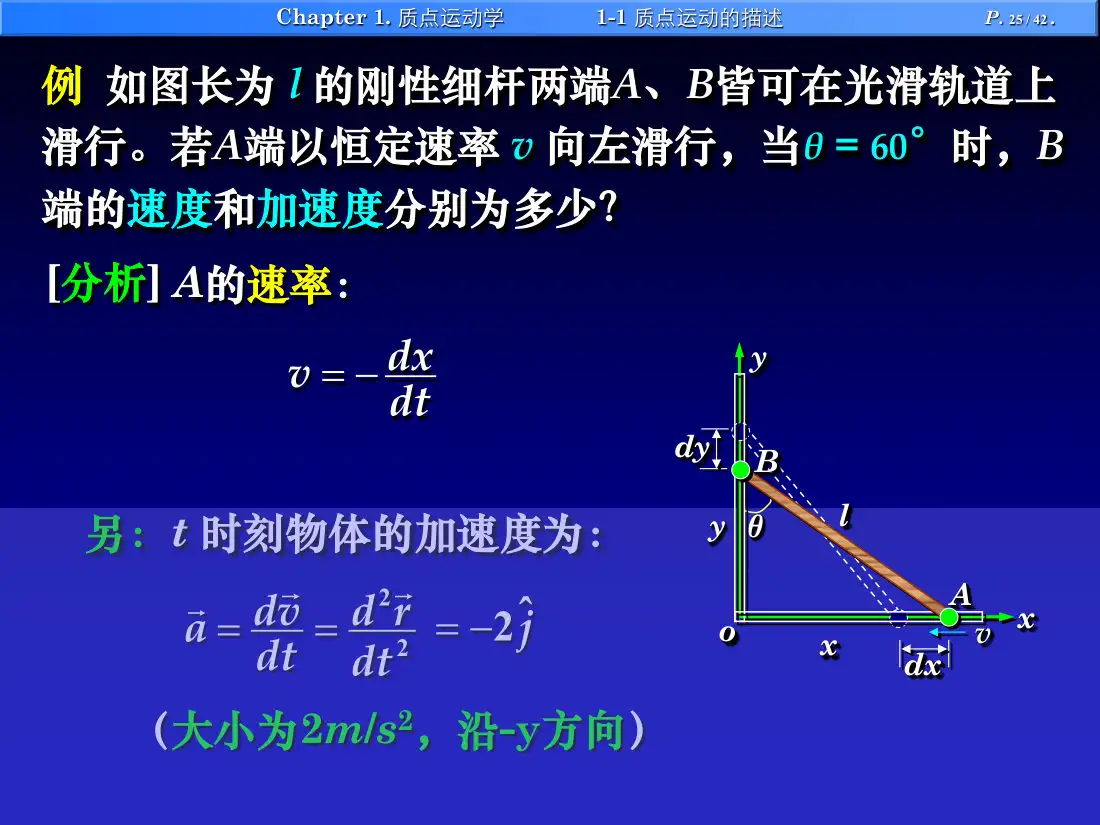 Chapter 1. 质点运动学 1-1 质点运动的描述 P. 25 / 42 .
例 如图长为 l 的刚性细杆两端A、B皆可在光滑轨道上
滑行。若A端以恒定速率 v 向左滑行，当θ = 60° 时，B
端的速度和加速度分别为多少？
[分析] A的速率：
v = − dx/dt
y
dy
B
y
θ
l
A
o
x
dx
v
x
另：t 时刻物体的加速度为：
a⃗ = dv⃗/dt = d²r⃗/dt² = −2ĵ
（大小为2m/s²，沿-y方向）